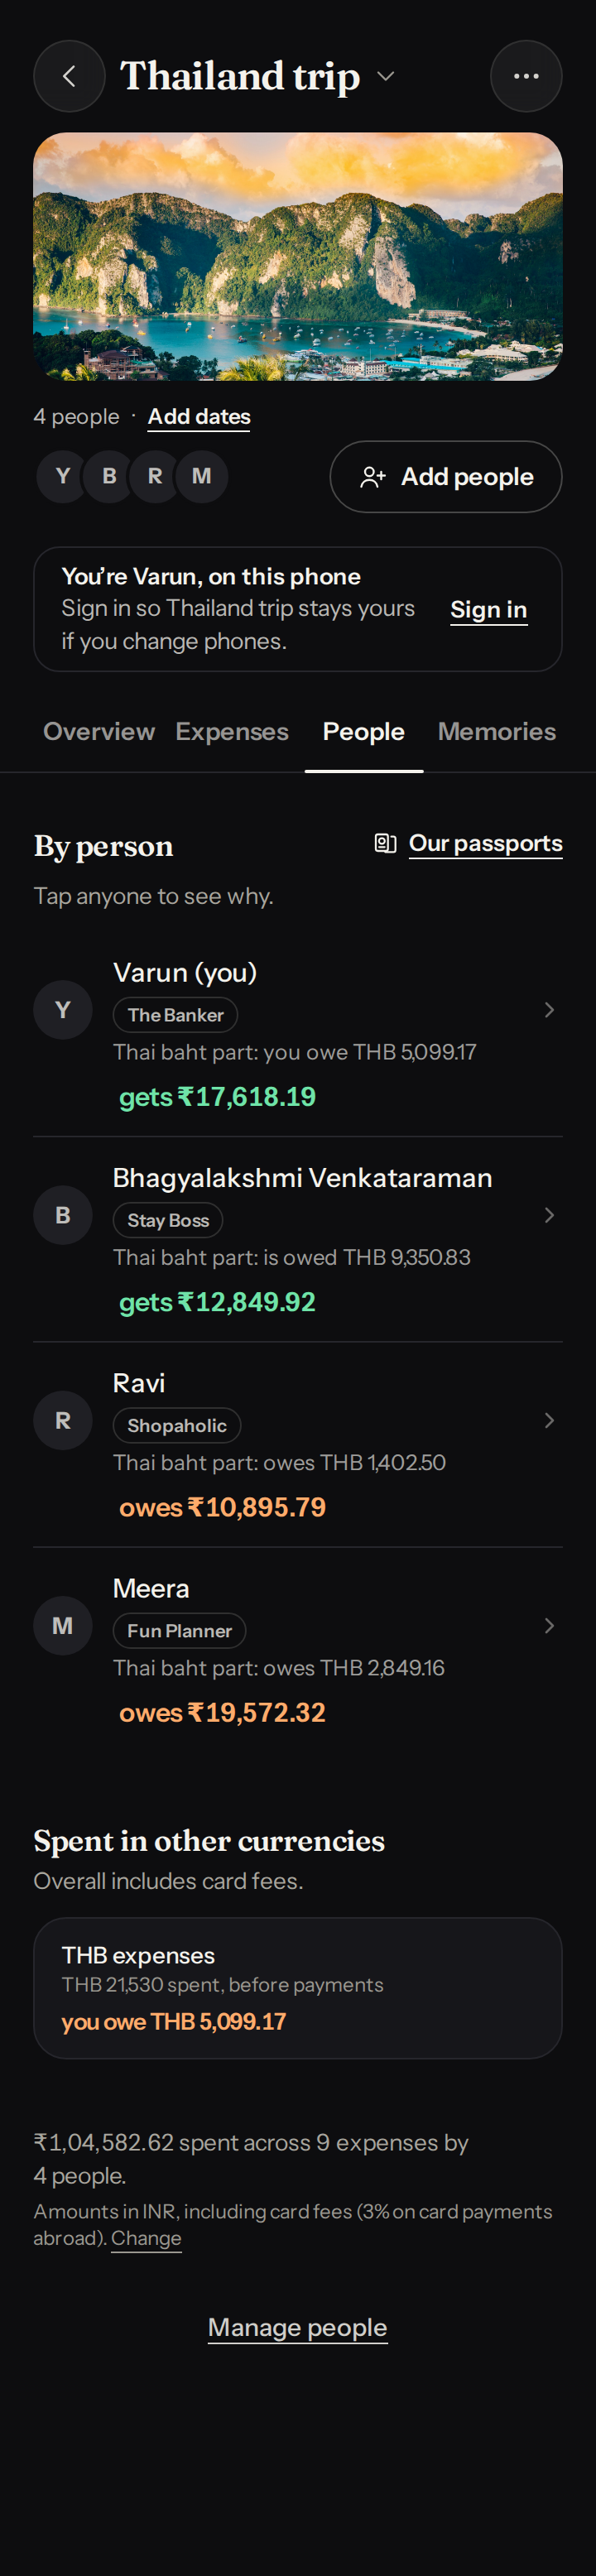 Thailand trip
4 people · Add dates
Y B R M
Add people
You’re Varun, on this phone
Sign in so Thailand trip stays yours
if you change phones.
Sign in
Overview Expenses People Memories
By person
Our passports
Tap anyone to see why.
Y
Varun (you)
The Banker
Thai baht part: you owe THB 5,099.17
gets ₹17,618.19
B
Bhagyalakshmi Venkataraman
Stay Boss
Thai baht part: is owed THB 9,350.83
gets ₹12,849.92
R
Ravi
Shopaholic
Thai baht part: owes THB 1,402.50
owes ₹10,895.79
M
Meera
Fun Planner
Thai baht part: owes THB 2,849.16
owes ₹19,572.32
Spent in other currencies
Overall includes card fees.
THB expenses
THB 21,530 spent, before payments
you owe THB 5,099.17
₹1,04,582.62 spent across 9 expenses by
4 people.
Amounts in INR, including card fees (3% on card payments
abroad). Change
Manage people